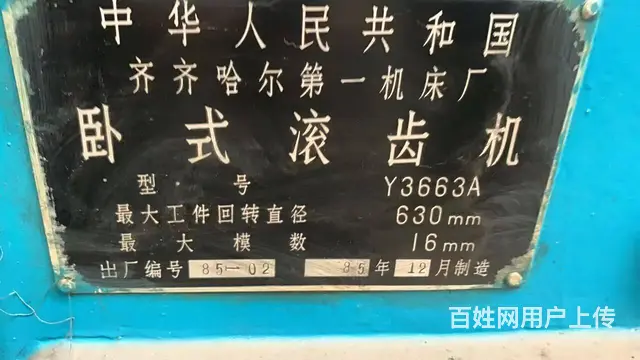 中华人民共和国
齐齐哈尔第一机床厂
卧式滚齿机
型号 Y3663A
最大工件回转直径 630mm
最大模数 16mm
出厂编号 85-02 85年12月制造
百姓网用户上传